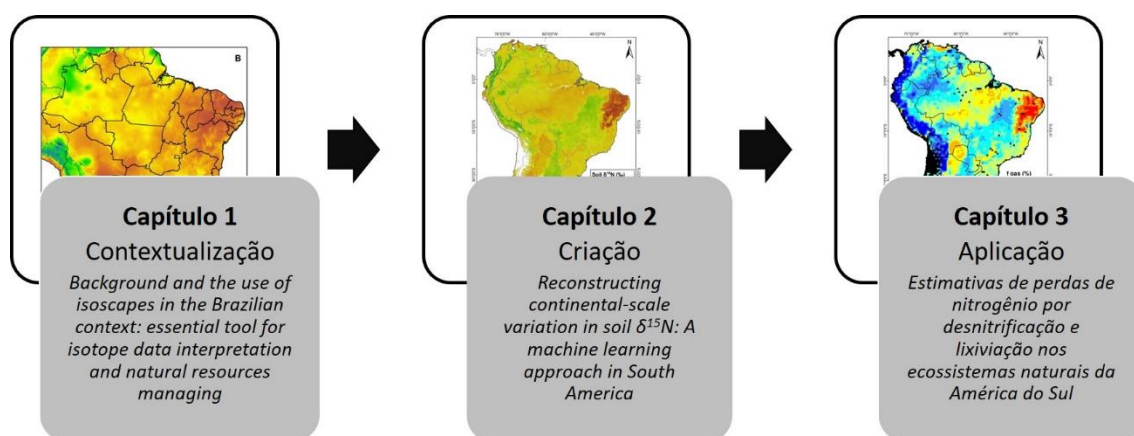 B
N
Soil δ¹⁵N (‰)
N
f gas (%)
Capítulo 1
Contextualização
Background and the use of
isoscapes in the Brazilian
context: essential tool for
isotope data interpretation
and natural resources
managing
Capítulo 2
Criação
Reconstructing
continental-scale
variation in soil δ¹⁵N: A
machine learning
approach in South
America
Capítulo 3
Aplicação
Estimativas de perdas de
nitrogênio por
desnitrificação e
lixiviação nos
ecossistemas naturais da
América do Sul